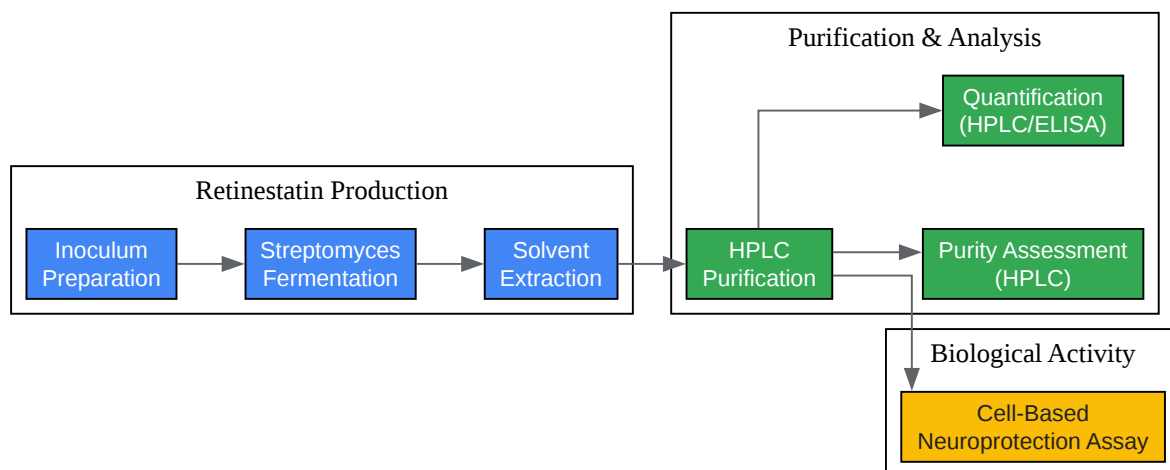 Purification & Analysis
Quantification
(HPLC/ELISA)
Retinestatin Production
Inoculum
Preparation
Streptomyces
Fermentation
Solvent
Extraction
HPLC
Purification
Purity Assessment
(HPLC)
Biological Activity
Cell-Based
Neuroprotection Assay